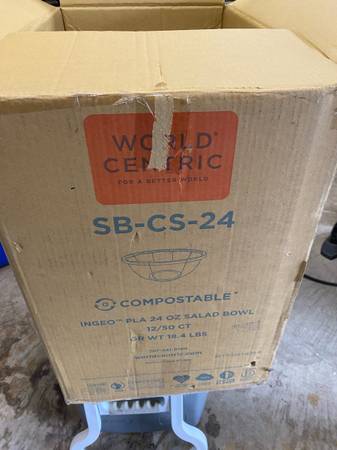 WORLD
CENTRIC
FOR A BETTER WORLD
SB-CS-24
COMPOSTABLE
INGEO™ PLA 24 OZ SALAD BOWL
12/50 CT
GR WT 18.4 LBS